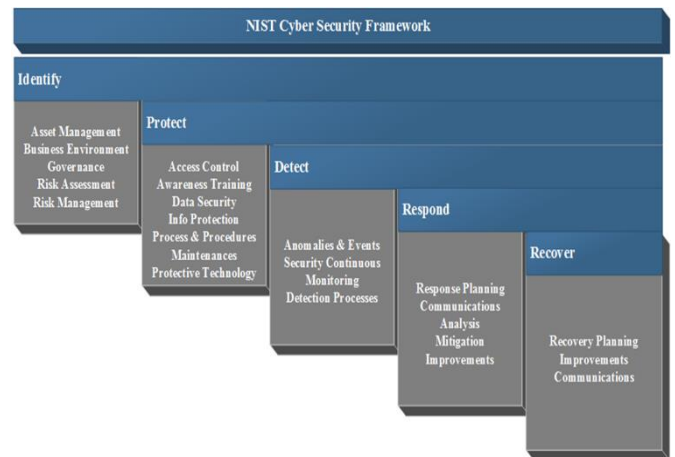 NIST Cyber Security Framework
Identify
Asset Management
Business Environment
Governance
Risk Assessment
Risk Management
Protect
Access Control
Awareness Training
Data Security
Info Protection
Process & Procedures
Maintenances
Protective Technology
Detect
Anomalies & Events
Security Continuous
Monitoring
Detection Processes
Respond
Response Planning
Communications
Analysis
Mitigation
Improvements
Recover
Recovery Planning
Improvements
Communications